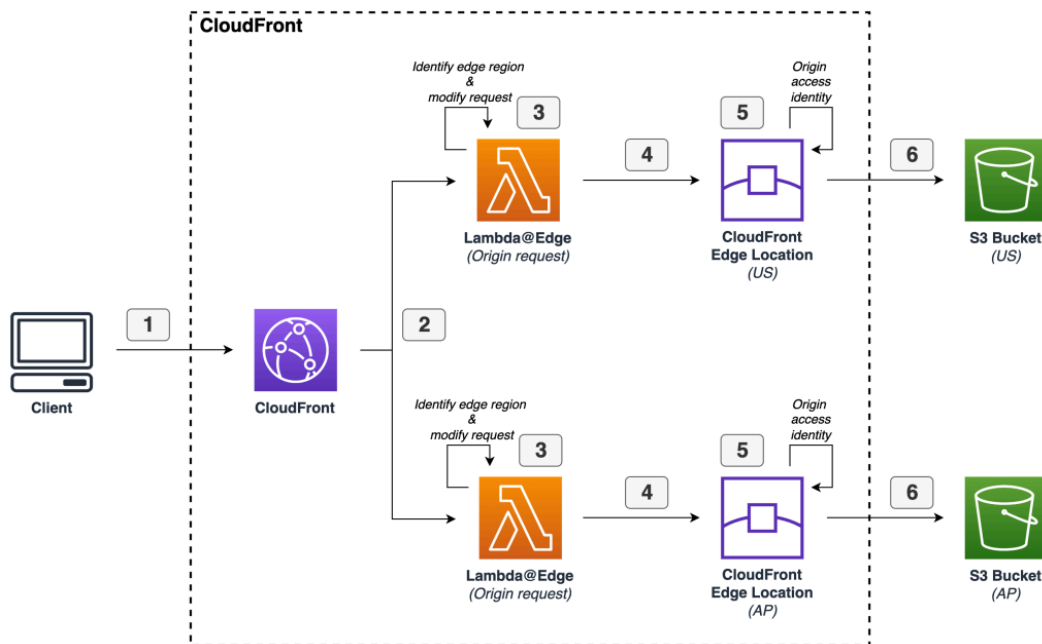 CloudFront
Identify edge region
&
modify request
3
5
Origin
access
identity
4
6
Lambda@Edge
(Origin request)
CloudFront
Edge Location
(US)
S3 Bucket
(US)
1
2
Client
CloudFront
Identify edge region
&
modify request
3
5
Origin
access
identity
4
6
Lambda@Edge
(Origin request)
CloudFront
Edge Location
(AP)
S3 Bucket
(AP)